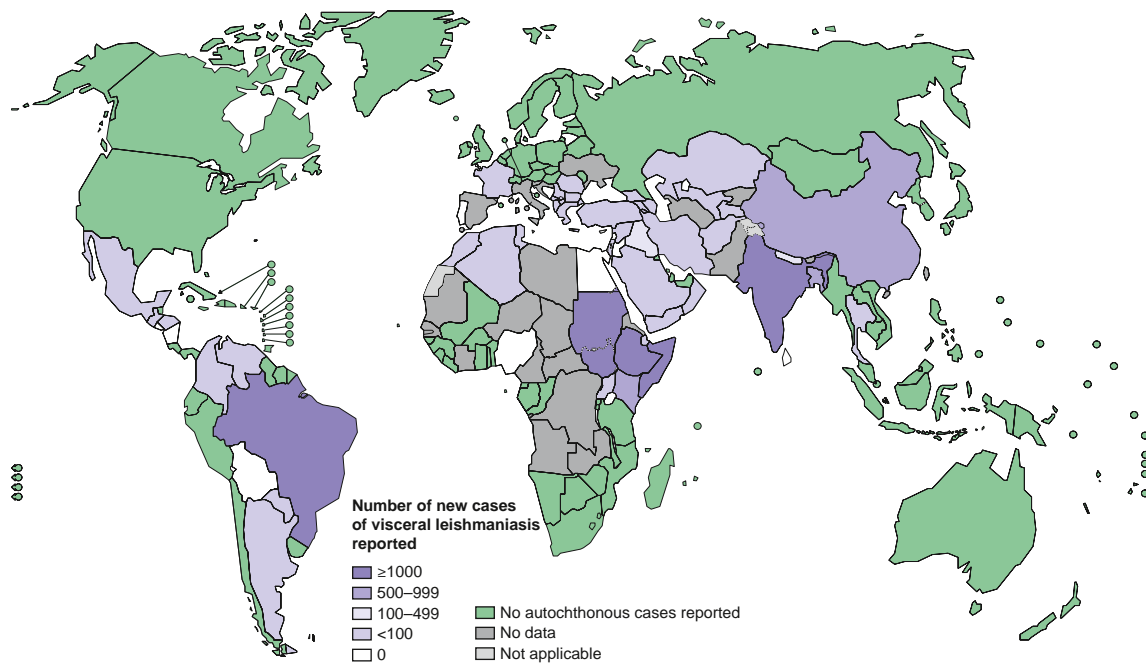 Number of new cases
of visceral leishmaniasis
reported
≥1000
500–999
100–499
<100
0
No autochthonous cases reported
No data
Not applicable